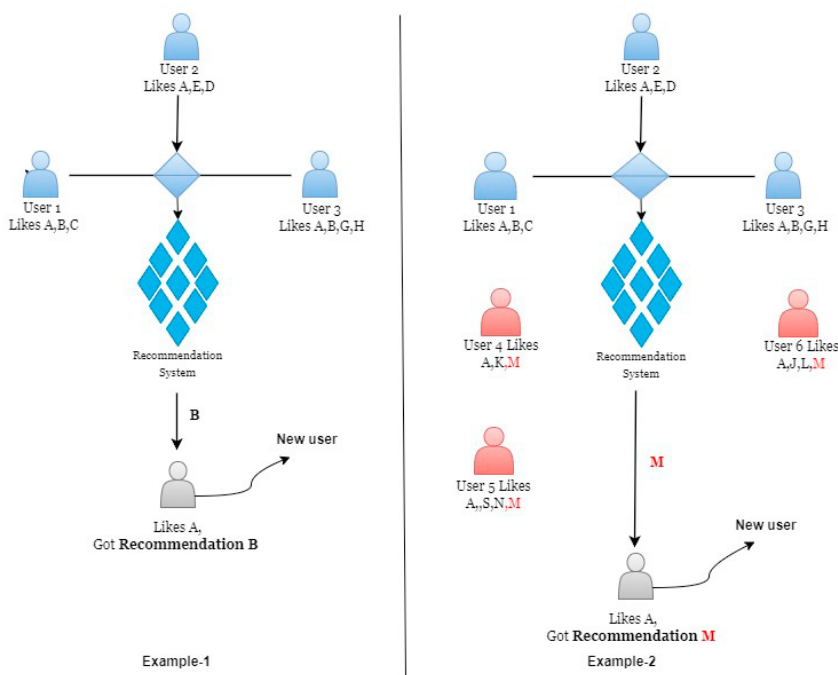 User 2
Likes A,E,D
User 1
Likes A,B,C
User 3
Likes A,B,G,H
Recommendation
System
B
New user
Likes A,
Got Recommendation B
Example-1
User 2
Likes A,E,D
User 1
Likes A,B,C
User 3
Likes A,B,G,H
User 4 Likes
A,K,M
Recommendation
System
User 6 Likes
A,J,L,M
User 5 Likes
A,,S,N,M
M
New user
Likes A,
Got Recommendation M
Example-2